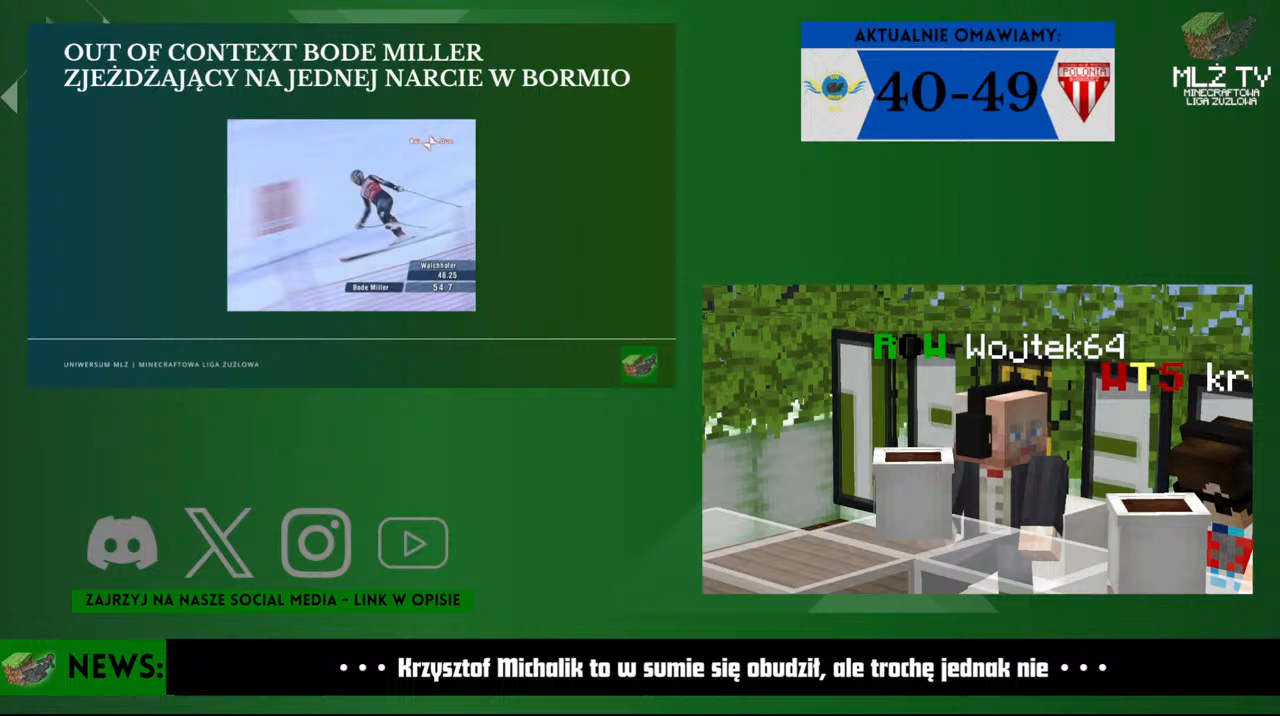 OUT OF CONTEXT BODE MILLER
ZJEŻDŻAJĄCY NA JEDNEJ NARCIE W BORMIO
Rai Due
Walchhofer
48.25
Bode Miller
54:7
UNIWERSUM MLŻ | MINECRAFTOWA LIGA ŻUŻLOWA
AKTUALNIE OMAWIAMY:
40-49
POLONIA
MLŻ TV
MINECRAFTOWA
LIGA ŻUŻLOWA
ROW Wojtek64
WTS kr
ZAJRZYJ NA NASZE SOCIAL MEDIA - LINK W OPISIE
NEWS:
• • • Krzysztof Michalik to w sumie się obudził, ale trochę jednak nie • • •